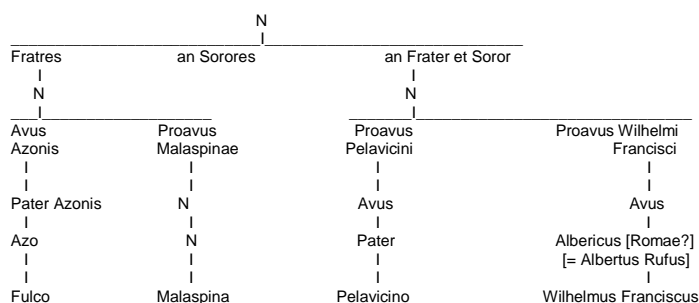 N
Fratres an Sorores an Frater et Soror
N N
Avus Proavus Proavus Proavus Wilhelmi
Azonis Malaspinae Pelavicini Francisci
Pater Azonis N Avus Avus
Azo N Pater Albericus [Romae?]
[= Albertus Rufus]
Fulco Malaspina Pelavicino Wilhelmus Franciscus